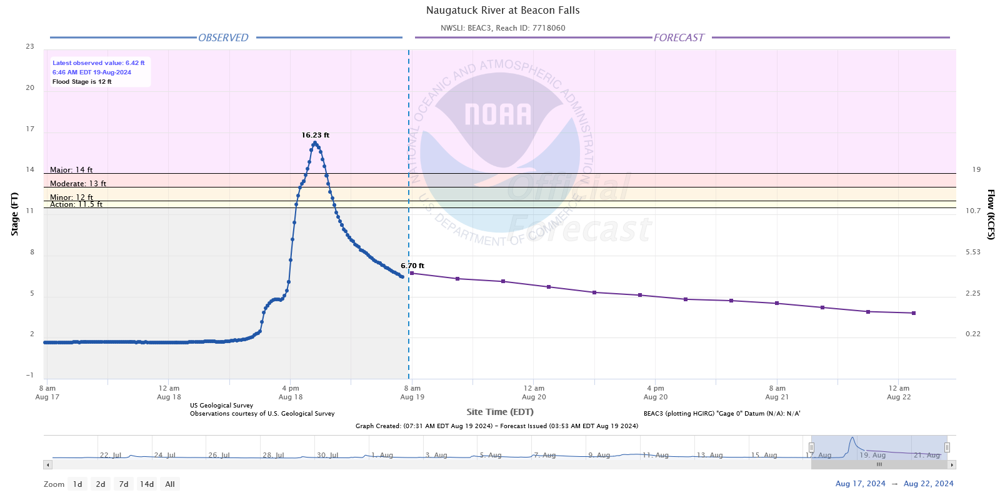 Naugatuck River at Beacon Falls
NWSLI: BEAC3, Reach ID: 7718060
OBSERVED
FORECAST
Latest observed value: 6.42 ft
6:46 AM EDT 19-Aug-2024
Flood Stage is 12 ft
23
20
17
14
11
8
5
2
-1
Stage (FT)
Major: 14 ft
Moderate: 13 ft
Minor: 12 ft
Action: 11.5 ft
16.23 ft
6.70 ft
NATIONAL OCEANIC AND ATMOSPHERIC ADMINISTRATION
NOAA
U.S. DEPARTMENT OF COMMERCE
Official
Forecast
19
10.7
5.53
2.25
0.22
Flow (KCFS)
8 am
Aug 17
12 am
Aug 18
4 pm
Aug 18
8 am
Aug 19
12 am
Aug 20
4 pm
Aug 20
8 am
Aug 21
12 am
Aug 22
Site Time (EDT)
US Geological Survey
Observations courtesy of U.S. Geological Survey
BEAC3 (plotting HGIRG) "Gage 0" Datum (N/A): N/A'
Graph Created: (07:31 AM EDT Aug 19 2024) - Forecast Issued (03:53 AM EDT Aug 19 2024)
22. Jul
24. Jul
26. Jul
28. Jul
30. Jul
1. Aug
3. Aug
5. Aug
7. Aug
9. Aug
11. Aug
13. Aug
15. Aug
17. Aug
19. Aug
21. Aug
Zoom 1d 2d 7d 14d All
Aug 17, 2024 → Aug 22, 2024